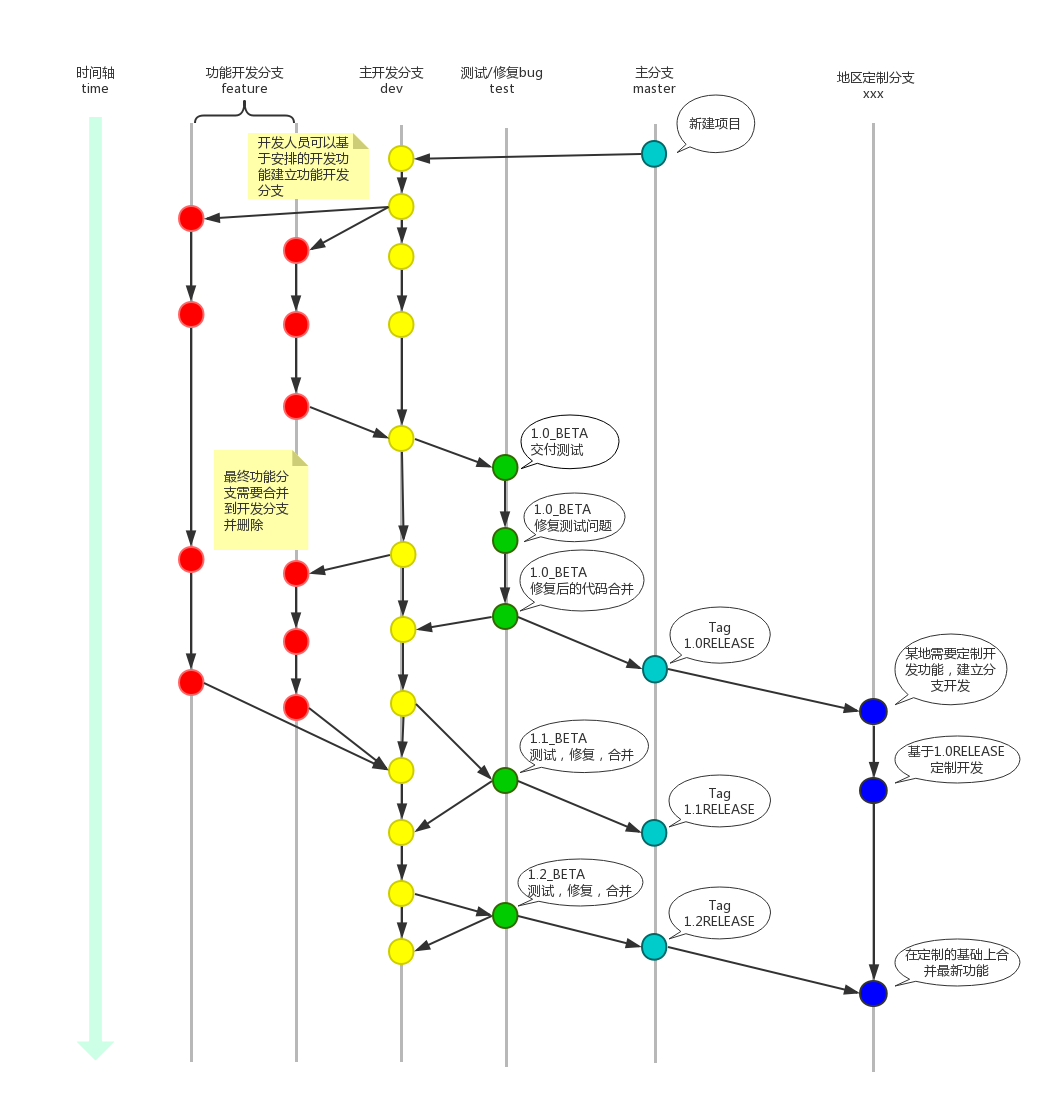 时间轴
time
功能开发分支
feature
主开发分支
dev
测试/修复bug
test
主分支
master
地区定制分支
xxx
新建项目
开发人员可以基
于安排的开发功
能建立功能开发
分支
1.0_BETA
交付测试
最终功能分
支需要合并
到开发分支
并删除
1.0_BETA
修复测试问题
1.0_BETA
修复后的代码合并
Tag
1.0RELEASE
某地需要定制开
发功能，建立分
支开发
1.1_BETA
测试，修复，合并
基于1.0RELEASE
定制开发
Tag
1.1RELEASE
1.2_BETA
测试，修复，合并
Tag
1.2RELEASE
在定制的基础上合
并最新功能